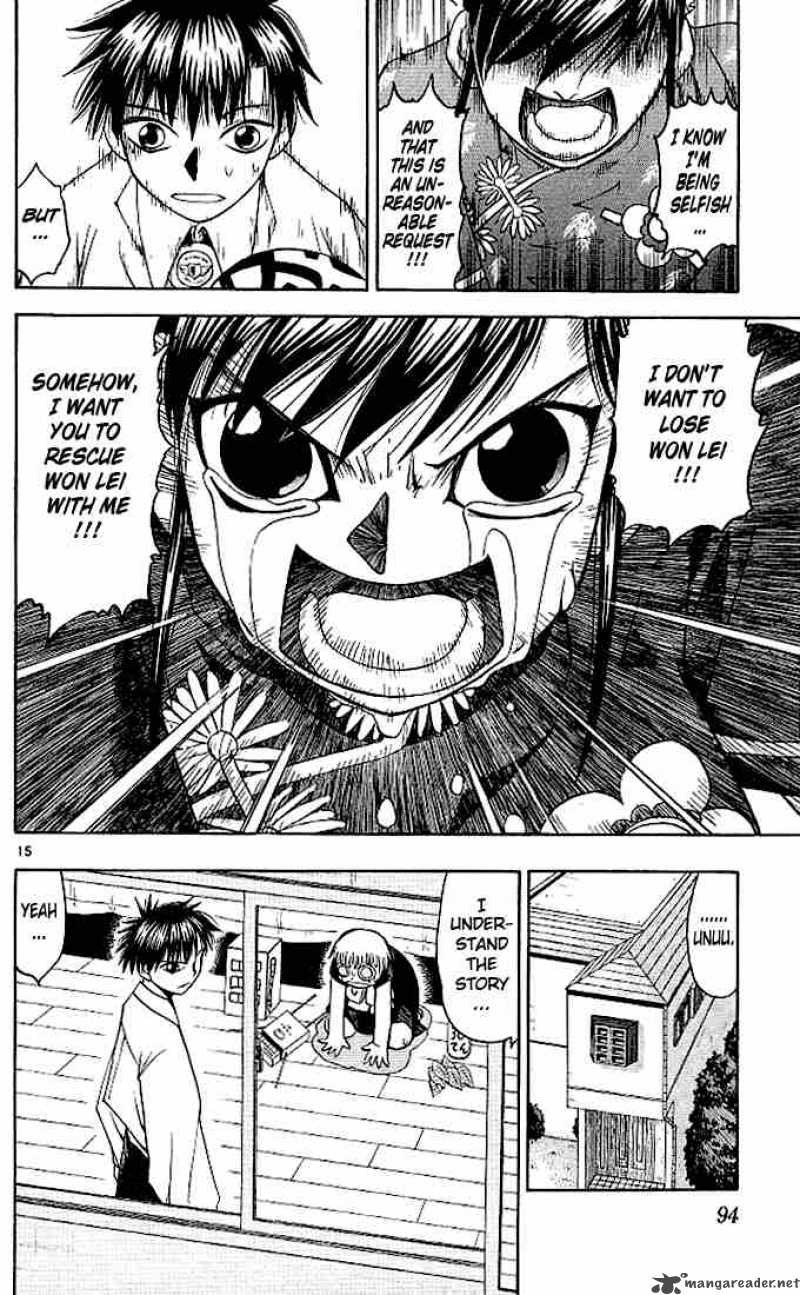 I KNOW
I'M
BEING
SELFISH
...
AND
THAT
THIS IS
AN UN-
REASON-
ABLE
REQUEST
!!!
BUT
...
I DON'T
WANT TO
LOSE
WON LEI
!!!
SOMEHOW,
I WANT
YOU TO
RESCUE
WON LEI
WITH ME
!!!
15
......
UNUU.
I
UNDER-
STAND
THE
STORY
...
YEAH
...
94
mangareader.net